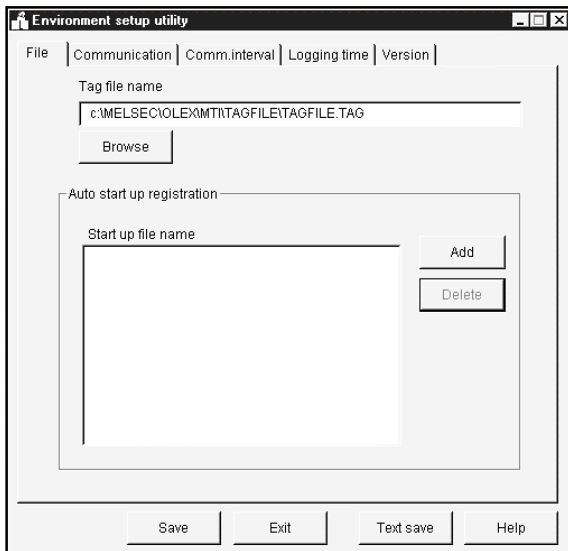 Environment setup utility
File Communication Comm.interval Logging time Version
Tag file name
c:\MELSEC\OLEX\MTI\TAGFILE\TAGFILE.TAG
Browse
Auto start up registration
Start up file name
Add
Delete
Save Exit Text save Help